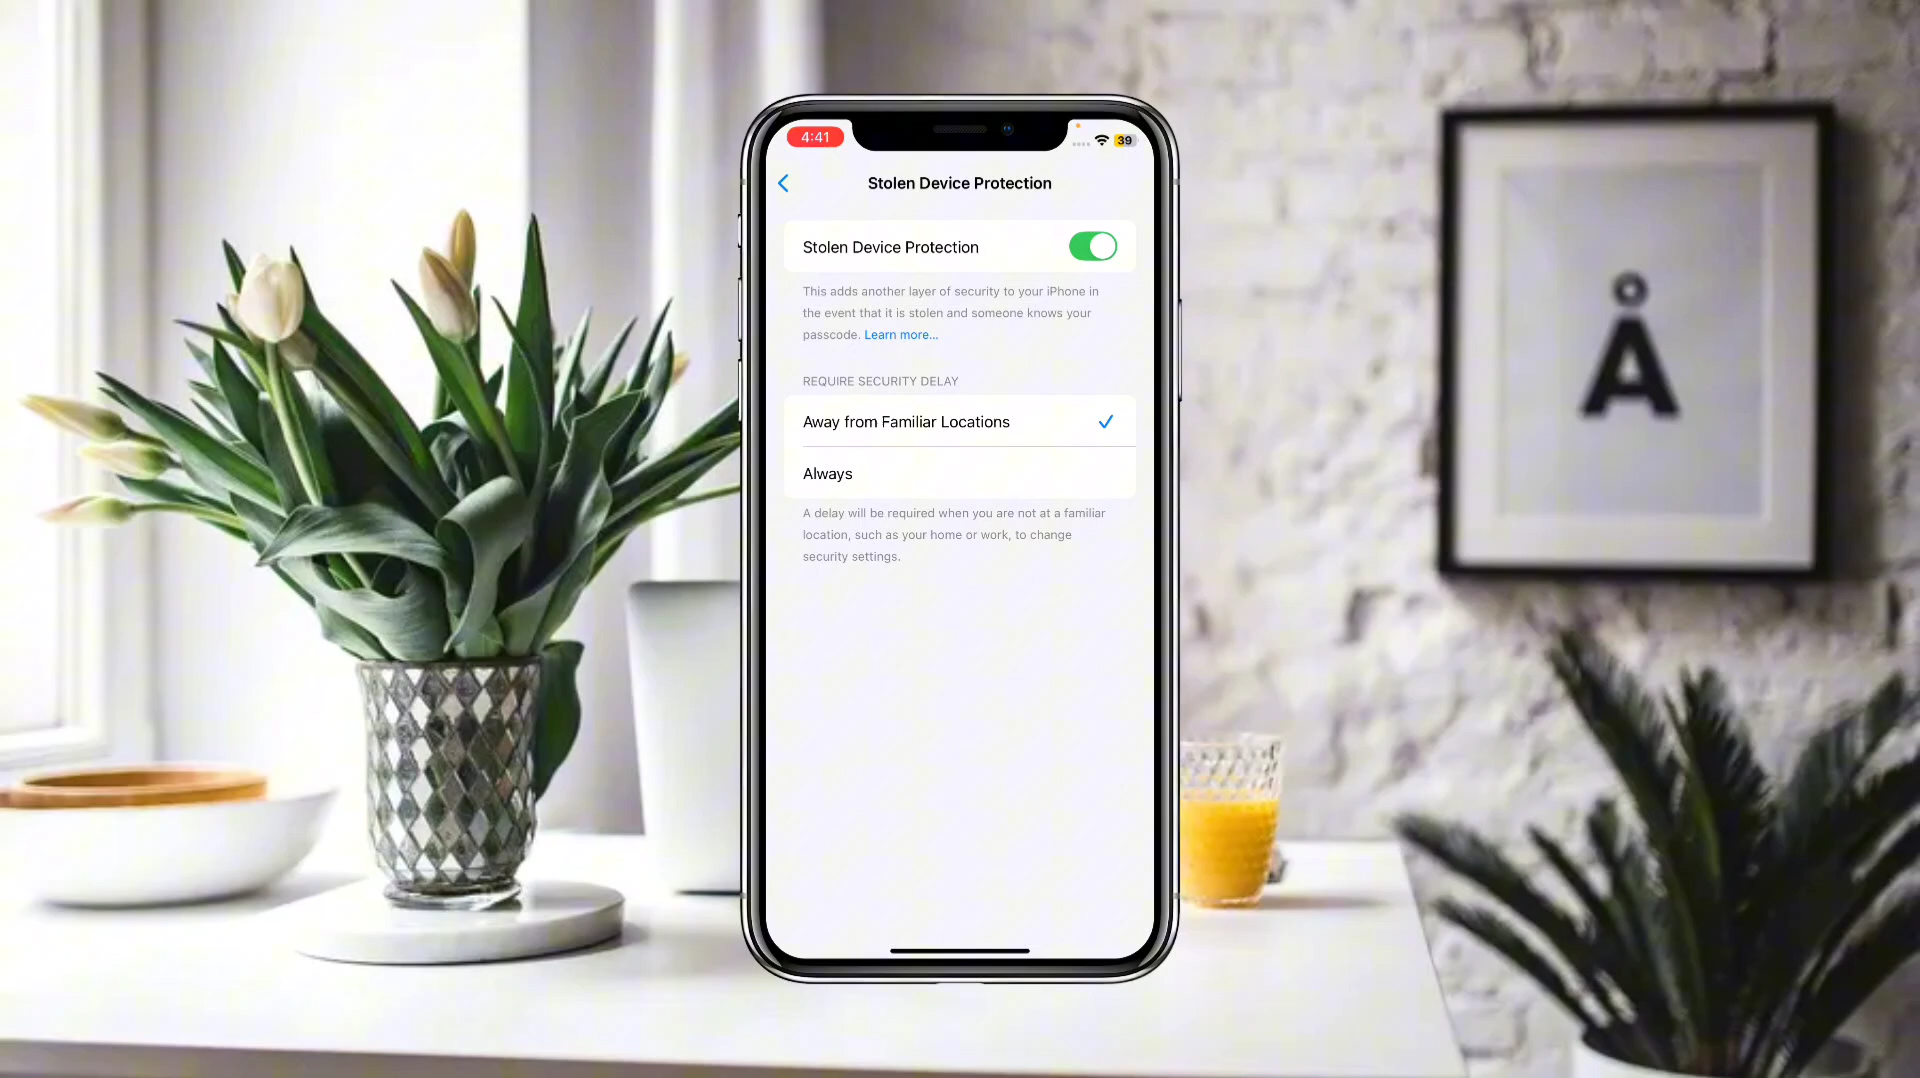 4:41
39
Stolen Device Protection
Stolen Device Protection
This adds another layer of security to your iPhone in
the event that it is stolen and someone knows your
passcode. Learn more...
REQUIRE SECURITY DELAY
Away from Familiar Locations
Always
A delay will be required when you are not at a familiar
location, such as your home or work, to change
security settings.
Å